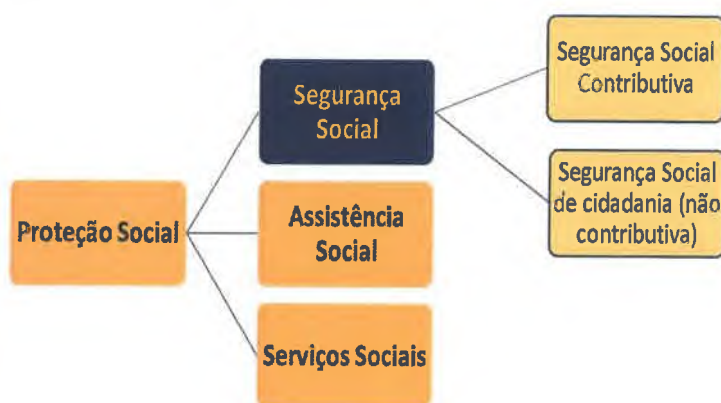 Proteção Social
Segurança
Social
Assistência
Social
Serviços Sociais
Segurança Social
Contributiva
Segurança Social
de cidadania (não
contributiva)